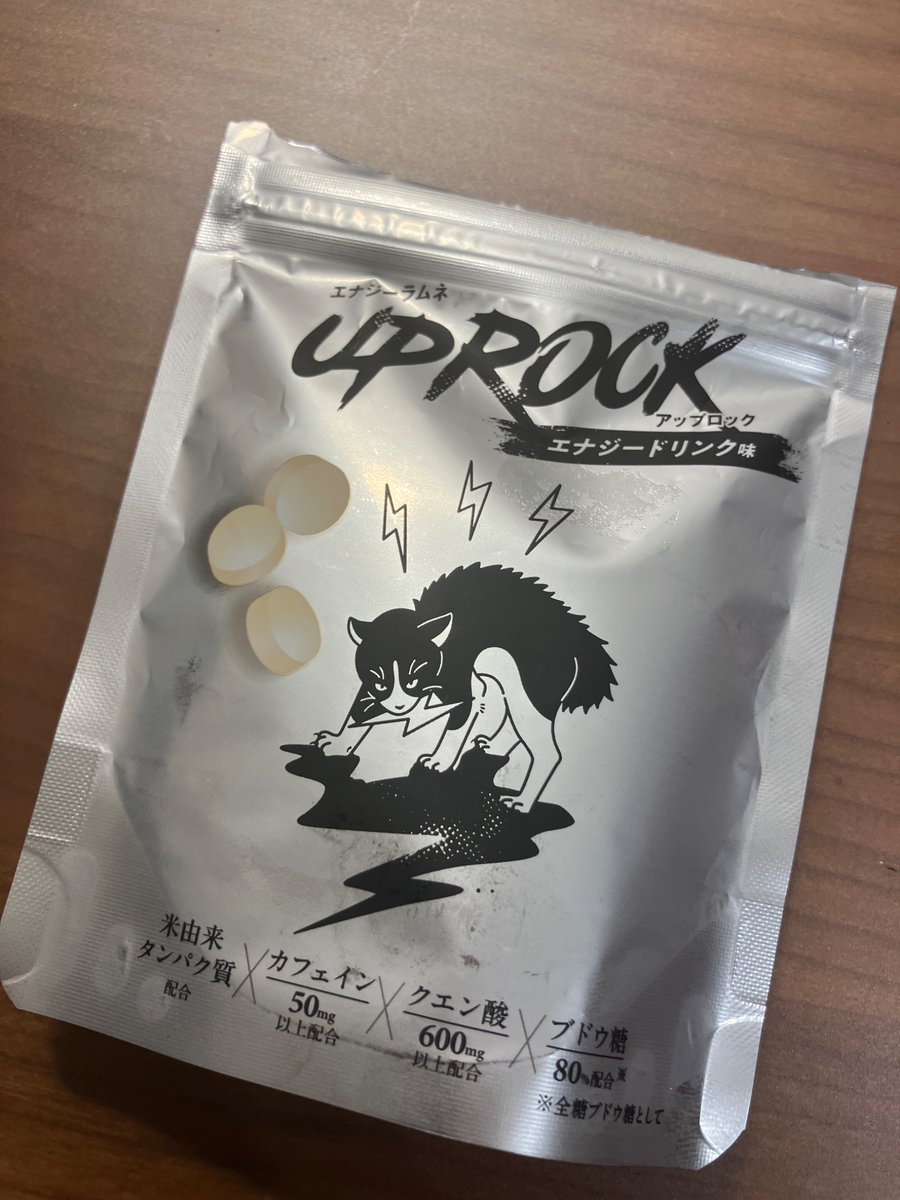 エナジーラムネ
UPROCK
アップロック
エナジードリンク味
米由来
タンパク質
配合
×
カフェイン
50mg
以上配合
×
クエン酸
600mg
以上配合
×
ブドウ糖
80%配合※
※全糖ブドウ糖として